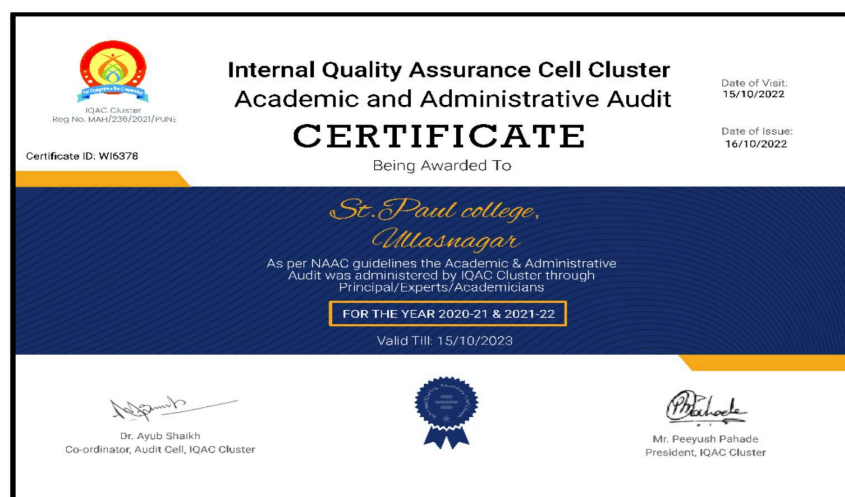 IQAC Cluster
Reg No. MAH/236/2021/PUNE
Certificate ID: WI6378
Internal Quality Assurance Cell Cluster
Academic and Administrative Audit
CERTIFICATE
Being Awarded To
Date of Visit:
15/10/2022
Date of Issue:
16/10/2022
St. Paul college,
Ullasnagar
As per NAAC guidelines the Academic & Administrative
Audit was administered by IQAC Cluster through
Principal/Experts/Academicians
FOR THE YEAR 2020-21 & 2021-22
Valid Till: 15/10/2023
Dr. Ayub Shaikh
Co-ordinator, Audit Cell, IQAC Cluster
Mr. Peeyush Pahade
President, IQAC Cluster